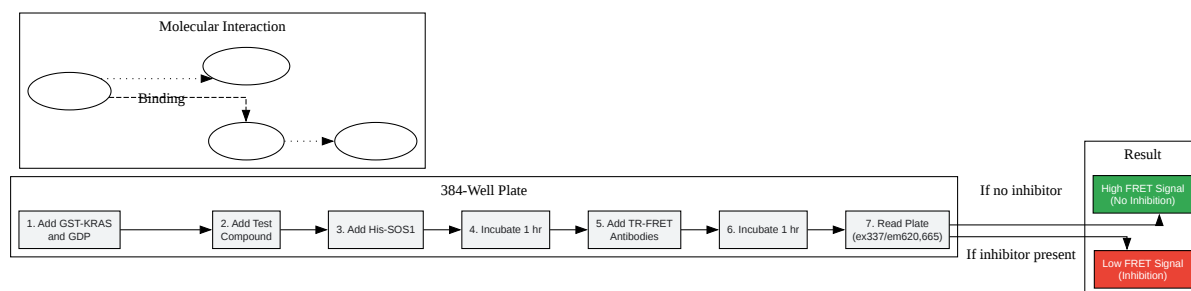 Molecular Interaction
Binding
384-Well Plate
1. Add GST-KRAS
and GDP
2. Add Test
Compound
3. Add His-SOS1
4. Incubate 1 hr
5. Add TR-FRET
Antibodies
6. Incubate 1 hr
7. Read Plate
(ex337/em620,665)
If no inhibitor
If inhibitor present
Result
High FRET Signal
(No Inhibition)
Low FRET Signal
(Inhibition)